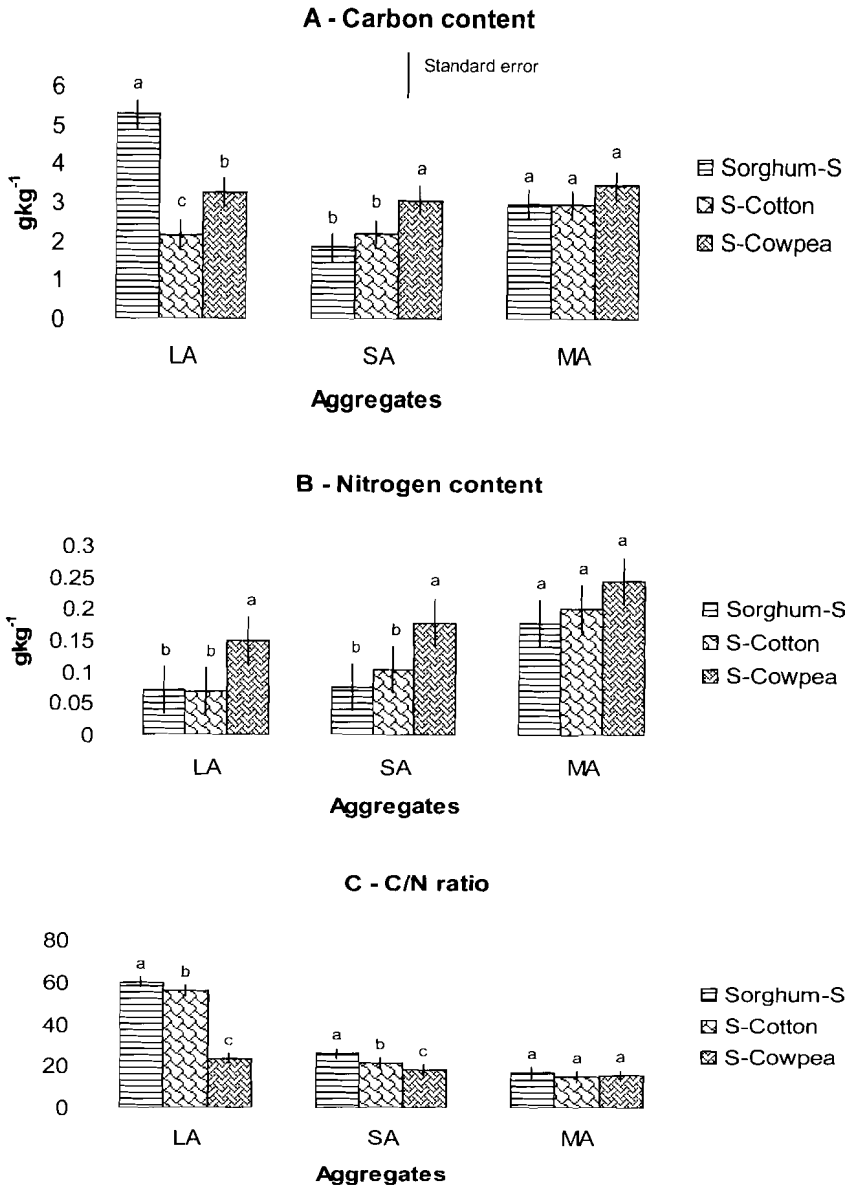 A - Carbon content
Standard error
6
5
4
3
2
1
0
gkg-1
a
c
b
b
b
a
a
a
a
LA
SA
MA
Aggregates
Sorghum-S
S-Cotton
S-Cowpea
B - Nitrogen content
0.3
0.25
0.2
0.15
0.1
0.05
0
gkg-1
b
b
a
b
b
a
a
a
a
LA
SA
MA
Aggregates
Sorghum-S
S-Cotton
S-Cowpea
C - C/N ratio
80
60
40
20
0
a
b
c
a
b
c
a
a
a
LA
SA
MA
Aggregates
Sorghum-S
S-Cotton
S-Cowpea